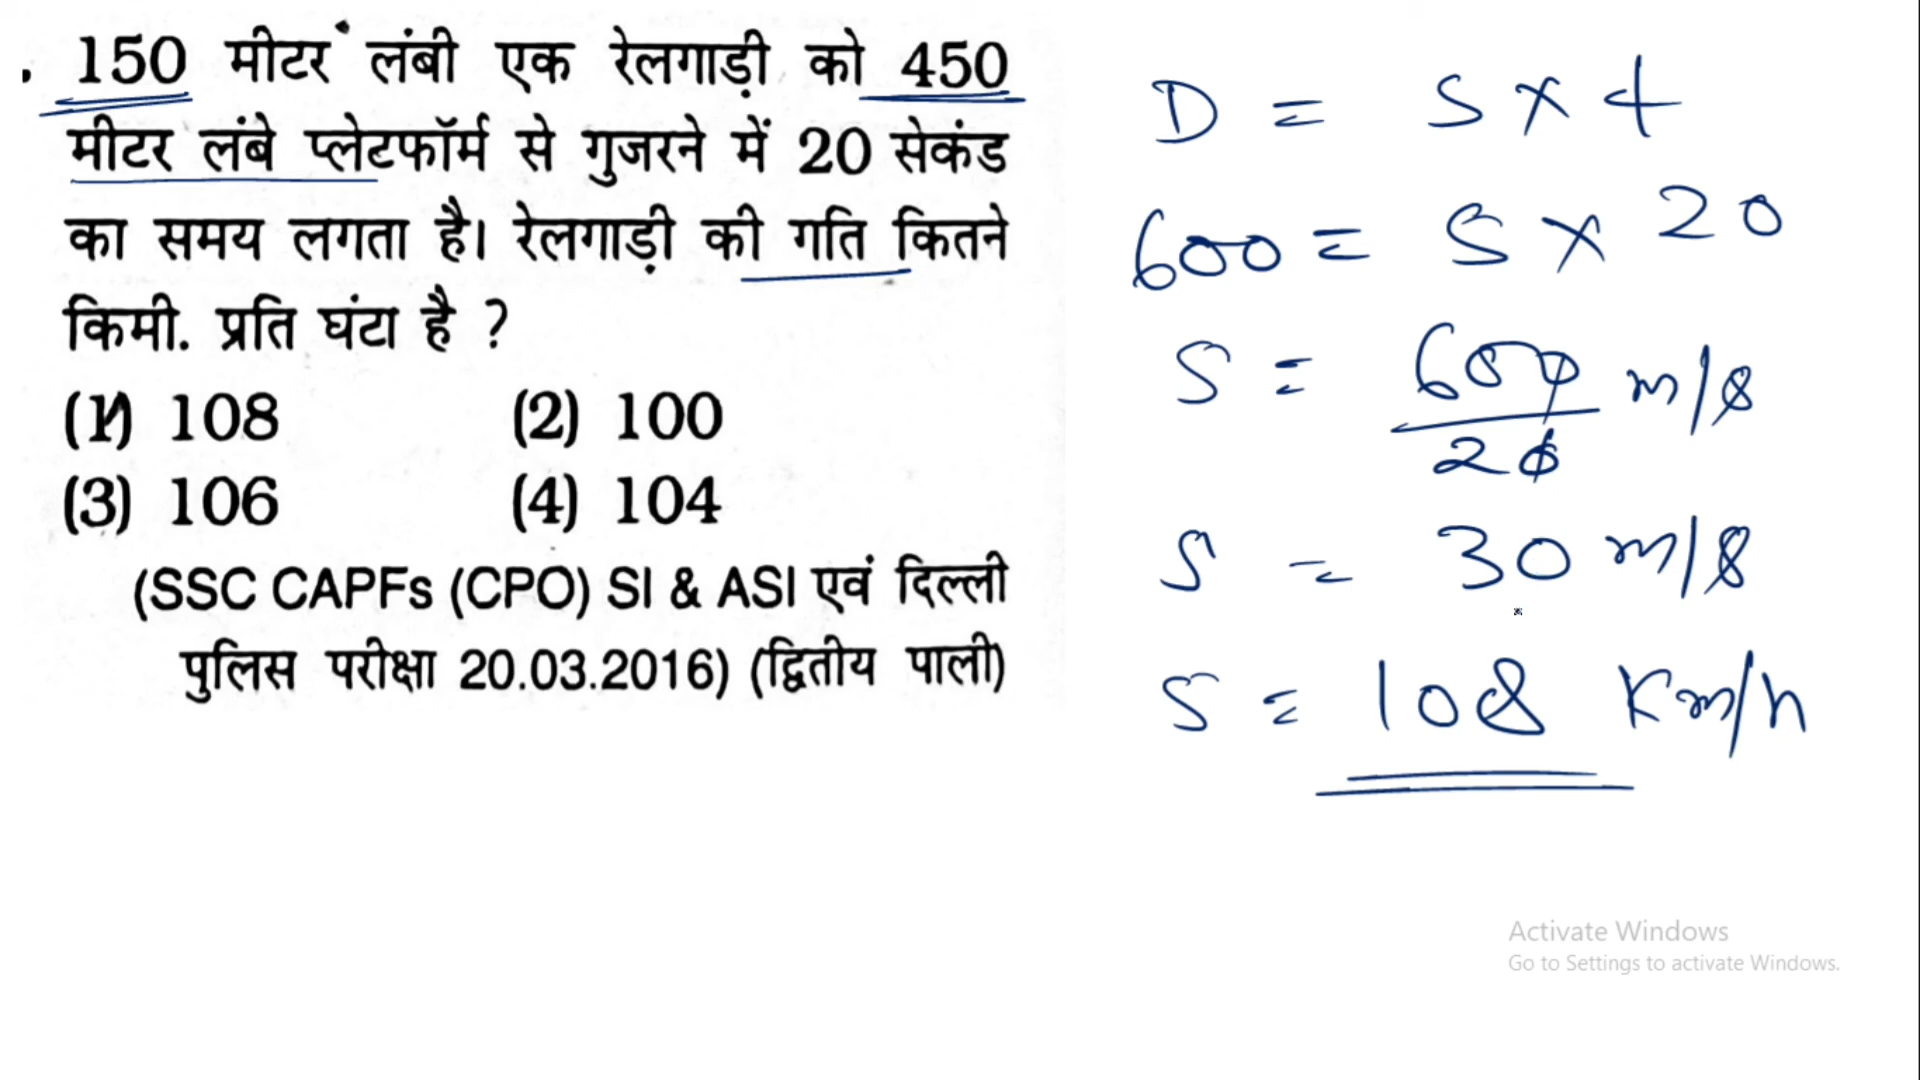 . 150 मीटर लंबी एक रेलगाड़ी को 450
मीटर लंबे प्लेटफॉर्म से गुजरने में 20 सेकंड
का समय लगता है। रेलगाड़ी की गति कितने
किमी. प्रति घंटा है ?
(1) 108 (2) 100
(3) 106 (4) 104
(SSC CAPFs (CPO) SI & ASI एवं दिल्ली
पुलिस परीक्षा 20.03.2016) (द्वितीय पाली)
D = S × t
600 = S × 20
S = 600 m/s
20
S = 30 m/s
S = 108 Km/h
Activate Windows
Go to Settings to activate Windows.